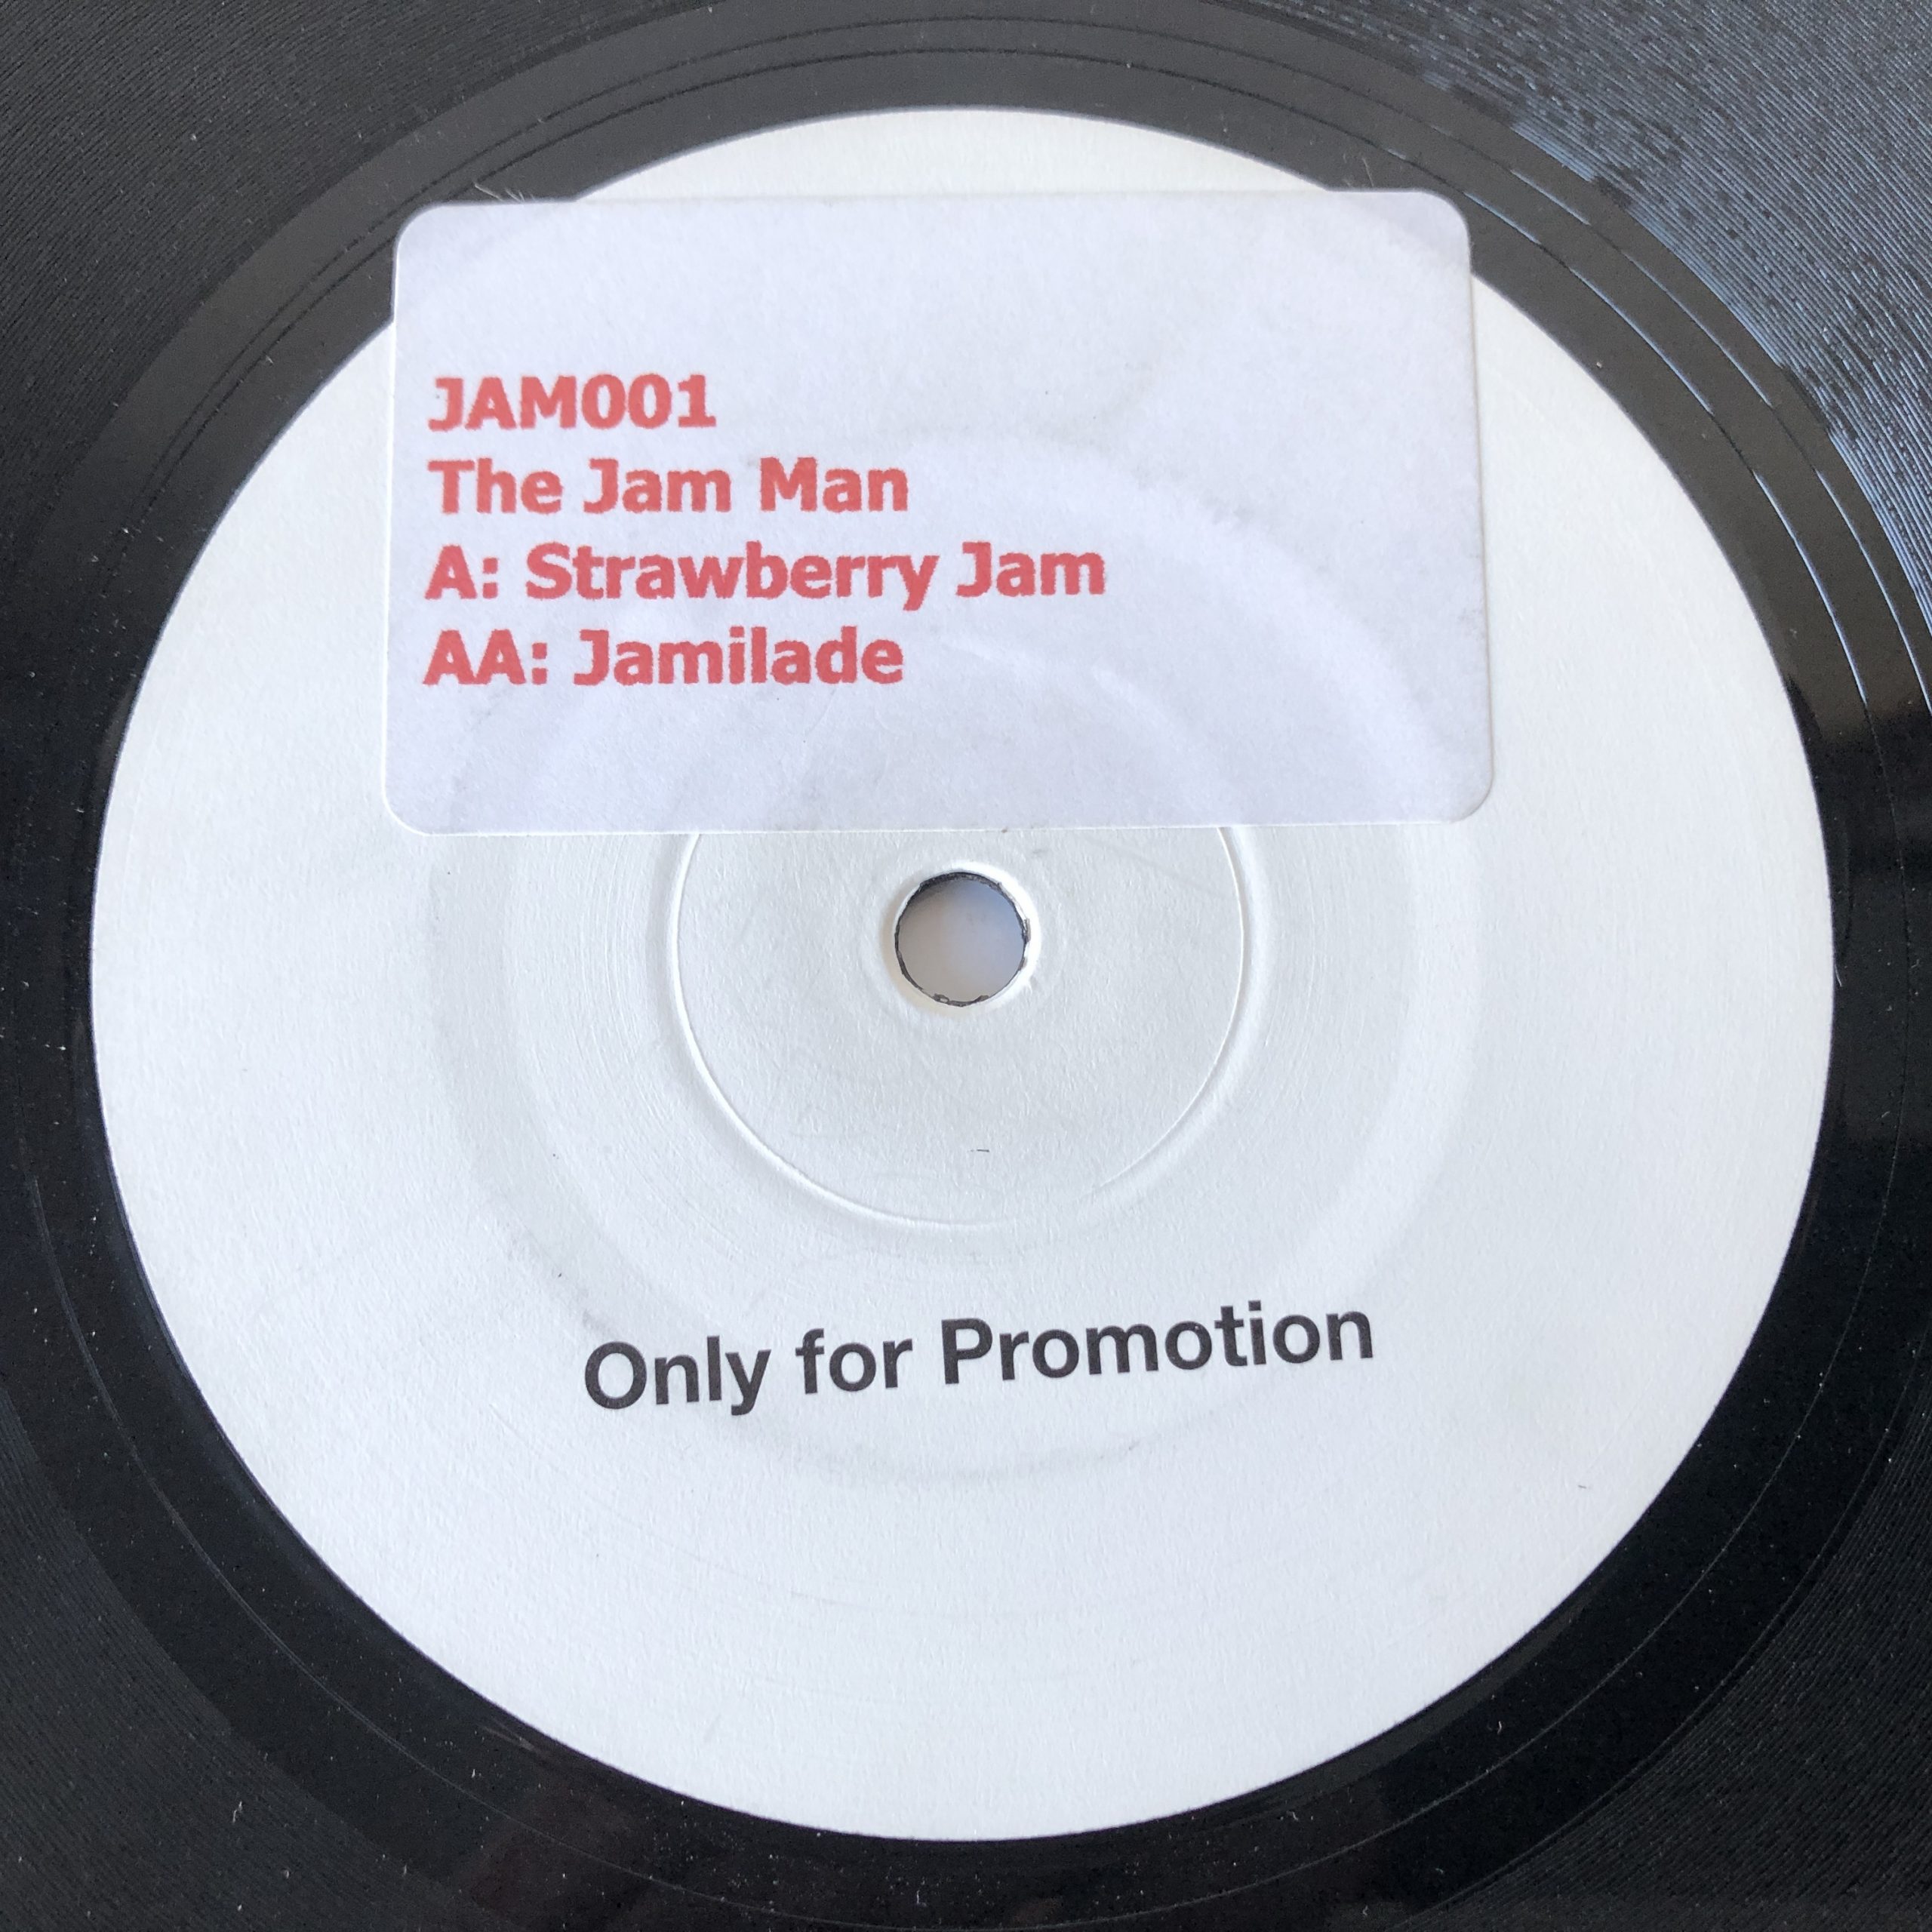 JAM001
The Jam Man
A: Strawberry Jam
AA: Jamilade
Only for Promotion